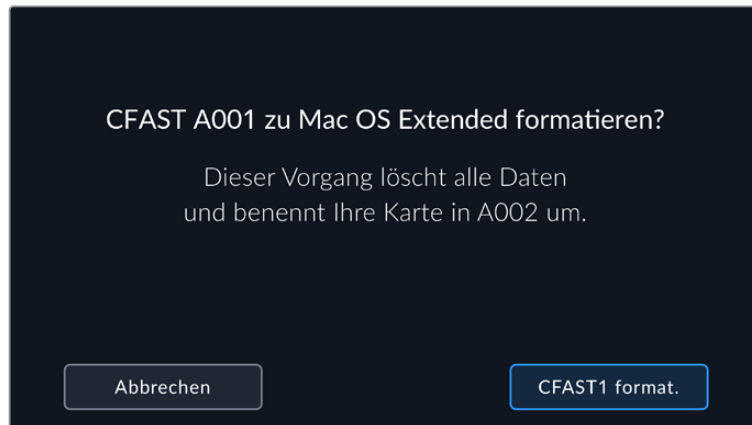 CFAST A001 zu Mac OS Extended formatieren?
Dieser Vorgang löscht alle Daten
und benennt Ihre Karte in A002 um.
Abbrechen
CFAST1 format.